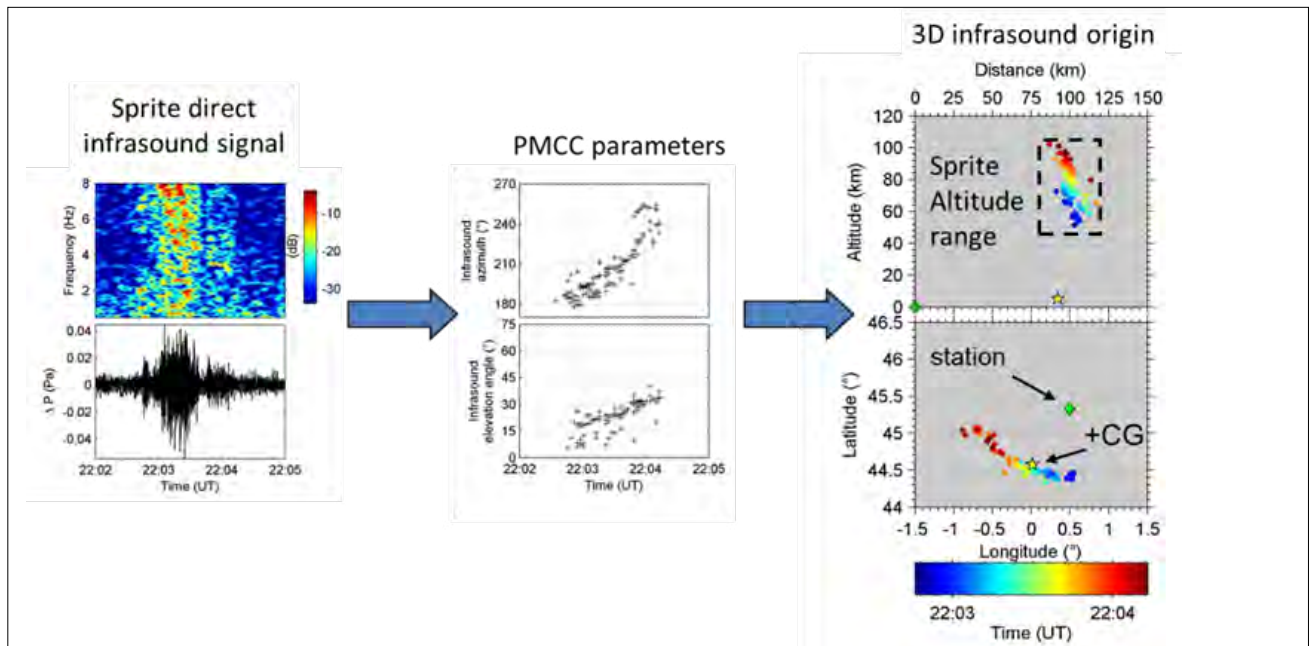 Sprite direct
infrasound signal
8
6
4
2
Frequency (Hz)
-10
-20
-30
(dB)
0.04
0.02
0
-0.02
-0.04
Δ P (Pa)
22:02 22:03 22:04 22:05
Time (UT)
PMCC parameters
270
240
210
180
Infrasound
azimuth (°)
75
60
45
30
15
0
Infrasound
elevation angle (°)
22:02 22:03 22:04 22:05
Time (UT)
3D infrasound origin
Distance (km)
0 25 50 75 100 125 150
120
100
80
60
40
20
0
Altitude (km)
Sprite
Altitude
range
46.5
46
45.5
45
44.5
44
Latitude (°)
station
+CG
-1.5 -1 -0.5 0 0.5 1 1.5
Longitude (°)
22:03 22:04
Time (UT)